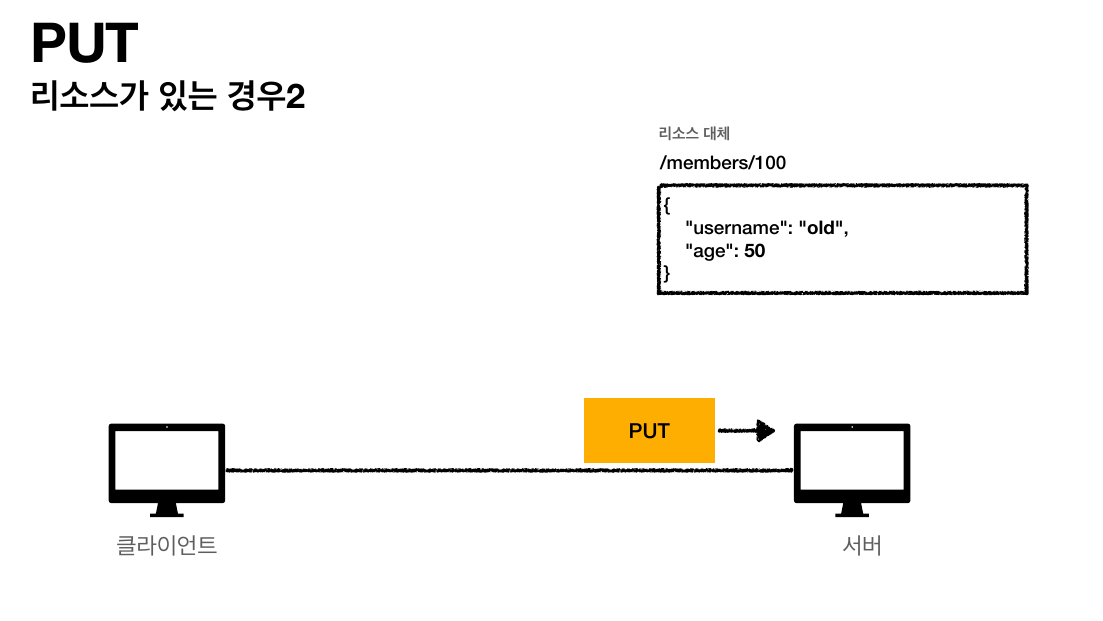 PUT
리소스가 있는 경우2
리소스 대체
/members/100
{
"username": "old",
"age": 50
}
PUT
클라이언트
서버